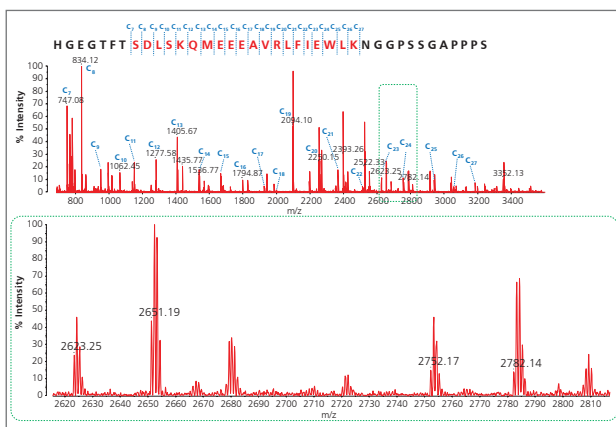 C7 C8 C9 C10 C11 C12 C13 C14 C15 C16 C17 C18 C19 C20 C21 C22 C23 C24 C25 C26 C27
HGEGTFTSDLSKQMEEEAVRLFIEWLKNGGPSSGAPPPS
% Intensity
100
80
60
40
20
0
834.12
C8
C7
747.08
C9
C10
1062.45
C11
C12
1277.58
C13
1405.67
1435.77
C14
1536.77
C15
C16
1794.87
C17
C18
C19
2094.10
C20
2250.15
C21
2393.26
C22
2522.33
C23
2623.25
C24
2752.14
C25
C26
C27
3352.13
800 1000 1200 1400 1600 1800 2000 2200 2400 2600 2800 3000 3200 3400
m/z
% Intensity
100
90
80
70
60
50
40
30
20
10
0
2623.25
2651.19
2752.17
2782.14
2620 2630 2640 2650 2660 2670 2680 2690 2700 2710 2720 2730 2740 2750 2760 2770 2780 2790 2800 2810
m/z